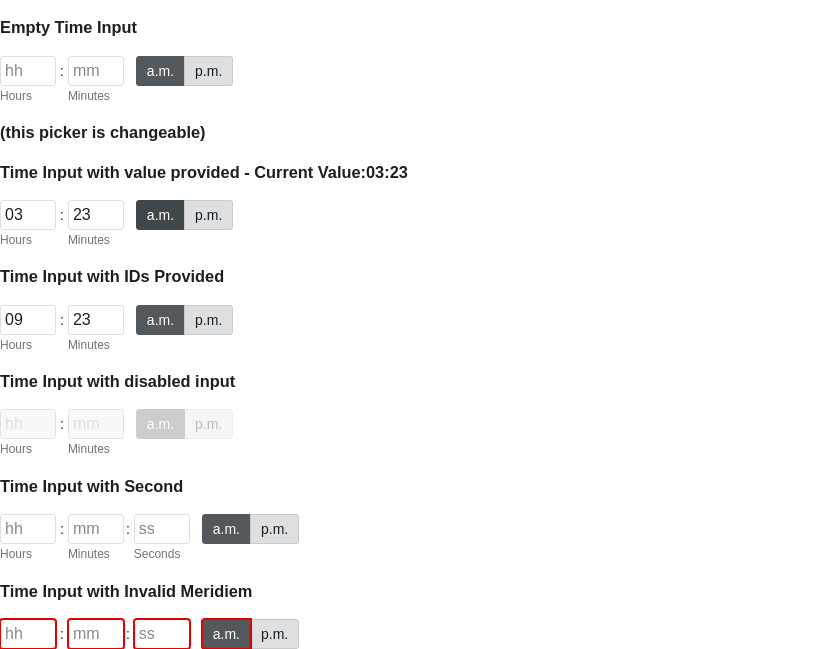 Empty Time Input
hh : mm a.m. p.m.
Hours Minutes
(this picker is changeable)
Time Input with value provided - Current Value:03:23
03 : 23 a.m. p.m.
Hours Minutes
Time Input with IDs Provided
09 : 23 a.m. p.m.
Hours Minutes
Time Input with disabled input
hh : mm a.m. p.m.
Hours Minutes
Time Input with Second
hh : mm : ss a.m. p.m.
Hours Minutes Seconds
Time Input with Invalid Meridiem
hh : mm : ss a.m. p.m.